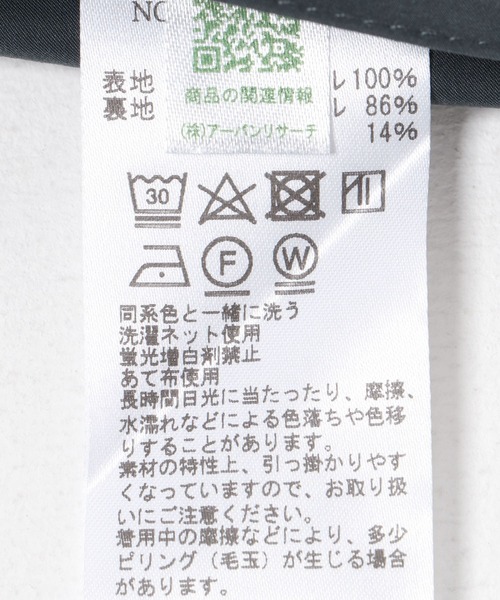 NC
商品の関連情報
(株)アーバンリサーチ
表地 レ 100%
裏地 レ 86%
14%
30
F
W
同系色と一緒に洗う
洗濯ネット使用
蛍光増白剤禁止
あて布使用
長時間日光に当たったり、摩擦、
水濡れなどによる色落ちや色移
りすることがあります。
素材の特性上、引っ掛かりやす
くなっていますので、お取り扱
いにご注意ください。
着用中の摩擦などにより、多少
ピリング（毛玉）が生じる場合
があります。